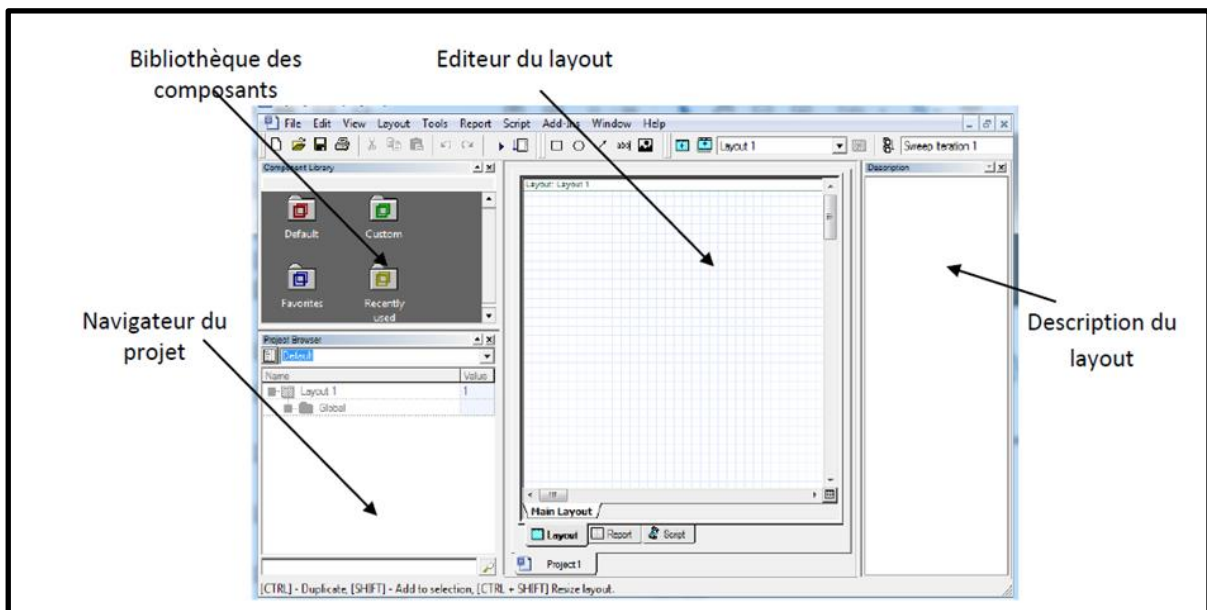 Bibliothèque des
composants
Editeur du layout
File Edit View Layout Tools Report Script Add-Ins Window Help
Layout 1
Sweep Iteration 1
Component Library
Description
Layout: Layout 1
Default
Custom
Favorites
Recently
used
Navigateur du
projet
Description du
layout
Project Browser
Default
Name
Value
Layout 1
1
Global
Main Layout
Layout
Report
Script
Project1
[CTRL] - Duplicate, [SHIFT] - Add to selection, [CTRL + SHIFT] Resize layout.